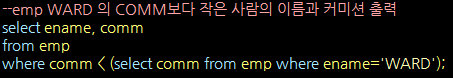 --emp WARD 의 COMM보다 작은 사람의 이름과 커미션 출력
select ename, comm
from emp
where comm < (select comm from emp where ename='WARD');